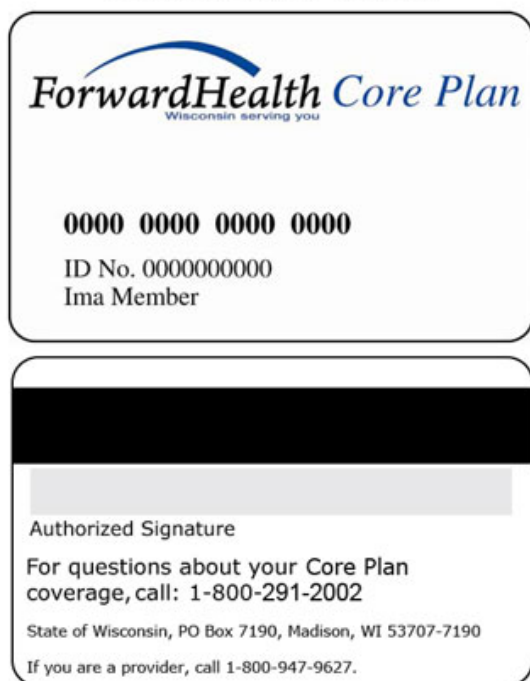 ForwardHealth Core Plan
Wisconsin serving you
0000 0000 0000 0000
ID No. 0000000000
Ima Member
Authorized Signature
For questions about your Core Plan
coverage, call: 1-800-291-2002
State of Wisconsin, PO Box 7190, Madison, WI 53707-7190
If you are a provider, call 1-800-947-9627.